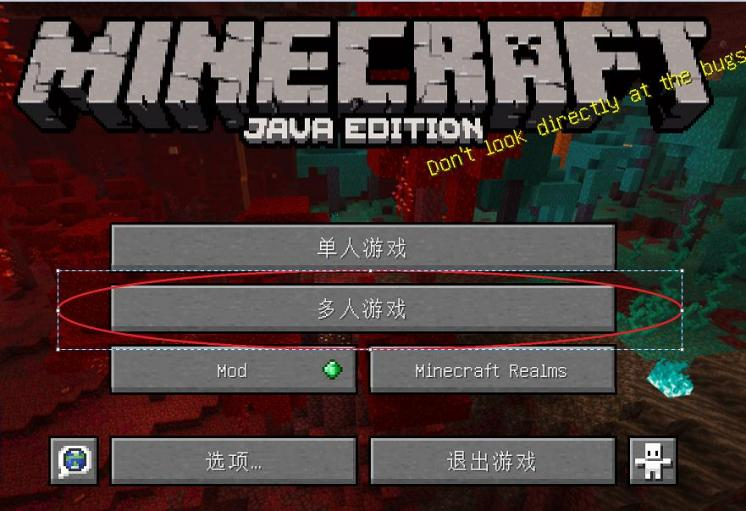 MINECRAFT
JAVA EDITION
Don't look directly at the bugs
单人游戏
多人游戏
Mod
Minecraft Realms
选项...
退出游戏